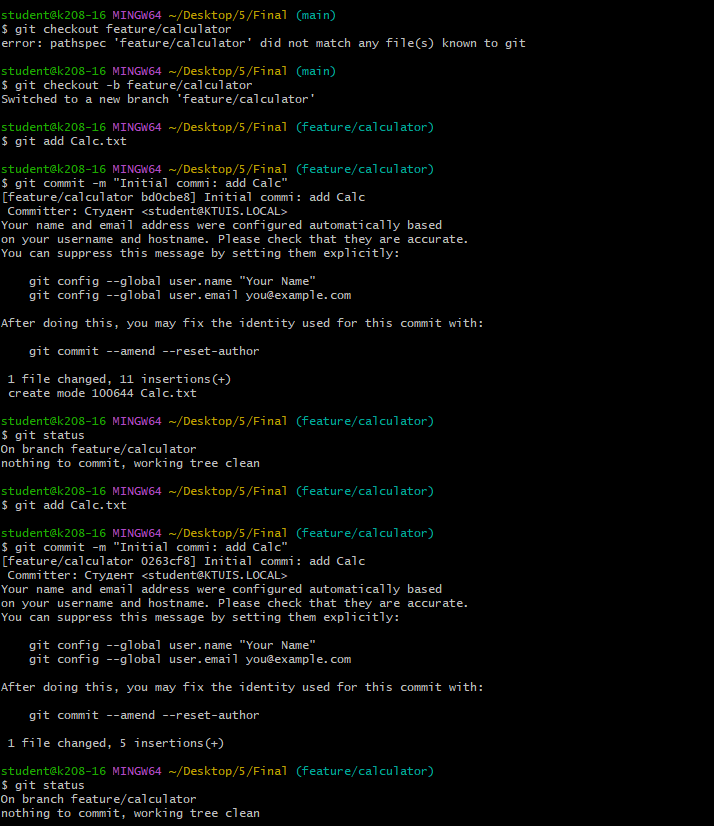 student@k208-16 MINGW64 ~/Desktop/5/Final (main)
$ git checkout feature/calculator
error: pathspec 'feature/calculator' did not match any file(s) known to git
student@k208-16 MINGW64 ~/Desktop/5/Final (main)
$ git checkout -b feature/calculator
Switched to a new branch 'feature/calculator'
student@k208-16 MINGW64 ~/Desktop/5/Final (feature/calculator)
$ git add Calc.txt
student@k208-16 MINGW64 ~/Desktop/5/Final (feature/calculator)
$ git commit -m "Initial commi: add Calc"
[feature/calculator bd0cbe8] Initial commi: add Calc
Committer: Студент <student@KTUIS.LOCAL>
Your name and email address were configured automatically based
on your username and hostname. Please check that they are accurate.
You can suppress this message by setting them explicitly:
git config --global user.name "Your Name"
git config --global user.email you@example.com
After doing this, you may fix the identity used for this commit with:
git commit --amend --reset-author
1 file changed, 11 insertions(+)
create mode 100644 Calc.txt
student@k208-16 MINGW64 ~/Desktop/5/Final (feature/calculator)
$ git status
On branch feature/calculator
nothing to commit, working tree clean
student@k208-16 MINGW64 ~/Desktop/5/Final (feature/calculator)
$ git add Calc.txt
student@k208-16 MINGW64 ~/Desktop/5/Final (feature/calculator)
$ git commit -m "Initial commi: add Calc"
[feature/calculator 0263cf8] Initial commi: add Calc
Committer: Студент <student@KTUIS.LOCAL>
Your name and email address were configured automatically based
on your username and hostname. Please check that they are accurate.
You can suppress this message by setting them explicitly:
git config --global user.name "Your Name"
git config --global user.email you@example.com
After doing this, you may fix the identity used for this commit with:
git commit --amend --reset-author
1 file changed, 5 insertions(+)
student@k208-16 MINGW64 ~/Desktop/5/Final (feature/calculator)
$ git status
On branch feature/calculator
nothing to commit, working tree clean